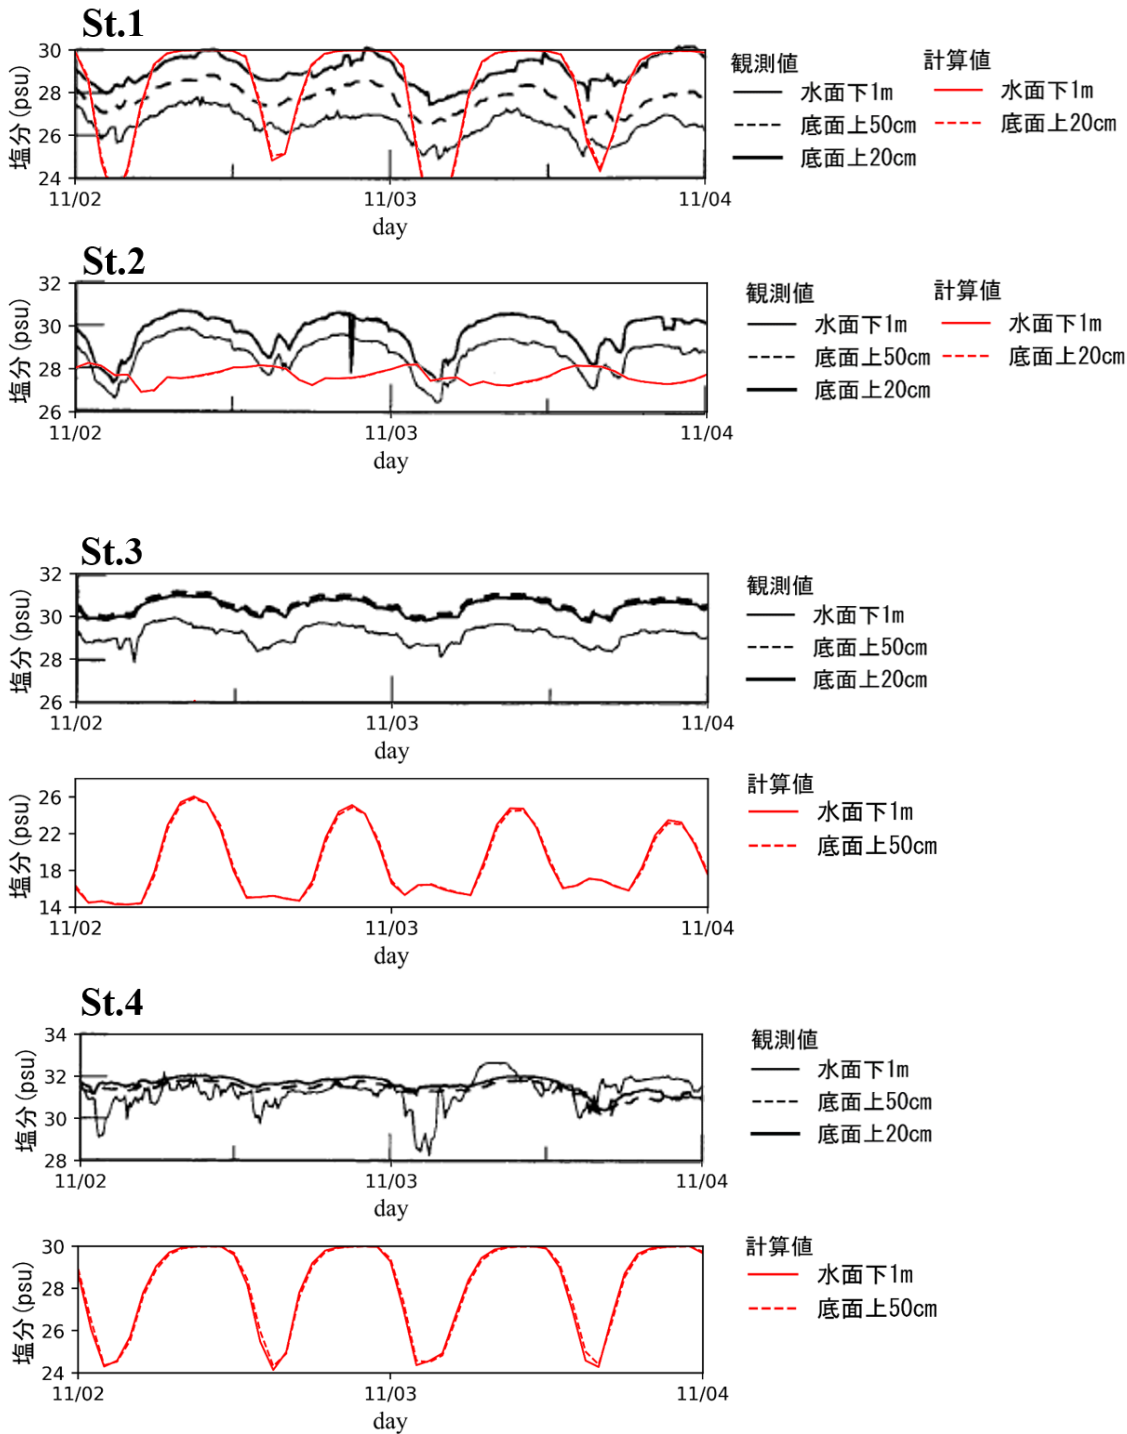 St.1
30
28
26
24
塩分 (psu)
11/02
11/03
11/04
day
観測値
水面下1m
底面上50cm
底面上20cm
計算値
水面下1m
底面上20cm
St.2
32
30
28
26
塩分 (psu)
11/02
11/03
11/04
day
観測値
水面下1m
底面上50cm
底面上20cm
計算値
水面下1m
底面上20cm
St.3
32
30
28
26
塩分 (psu)
11/02
11/03
11/04
day
観測値
水面下1m
底面上50cm
底面上20cm
26
22
18
14
塩分 (psu)
11/02
11/03
11/04
day
計算値
水面下1m
底面上50cm
St.4
34
32
30
28
塩分 (psu)
11/02
11/03
11/04
day
観測値
水面下1m
底面上50cm
底面上20cm
30
28
26
24
塩分 (psu)
11/02
11/03
11/04
day
計算値
水面下1m
底面上50cm